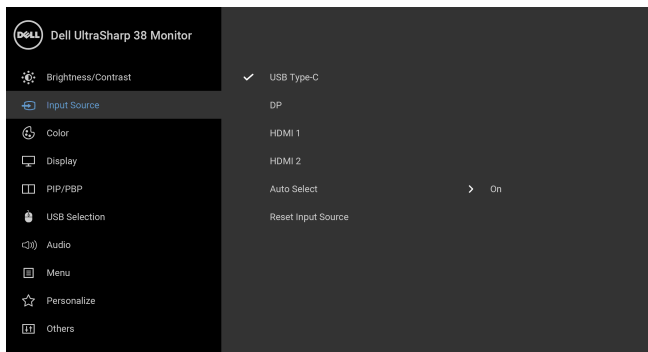 DELL Dell UltraSharp 38 Monitor
Brightness/Contrast
Input Source
Color
Display
PIP/PBP
USB Selection
Audio
Menu
Personalize
Others
USB Type-C
DP
HDMI 1
HDMI 2
Auto Select On
Reset Input Source